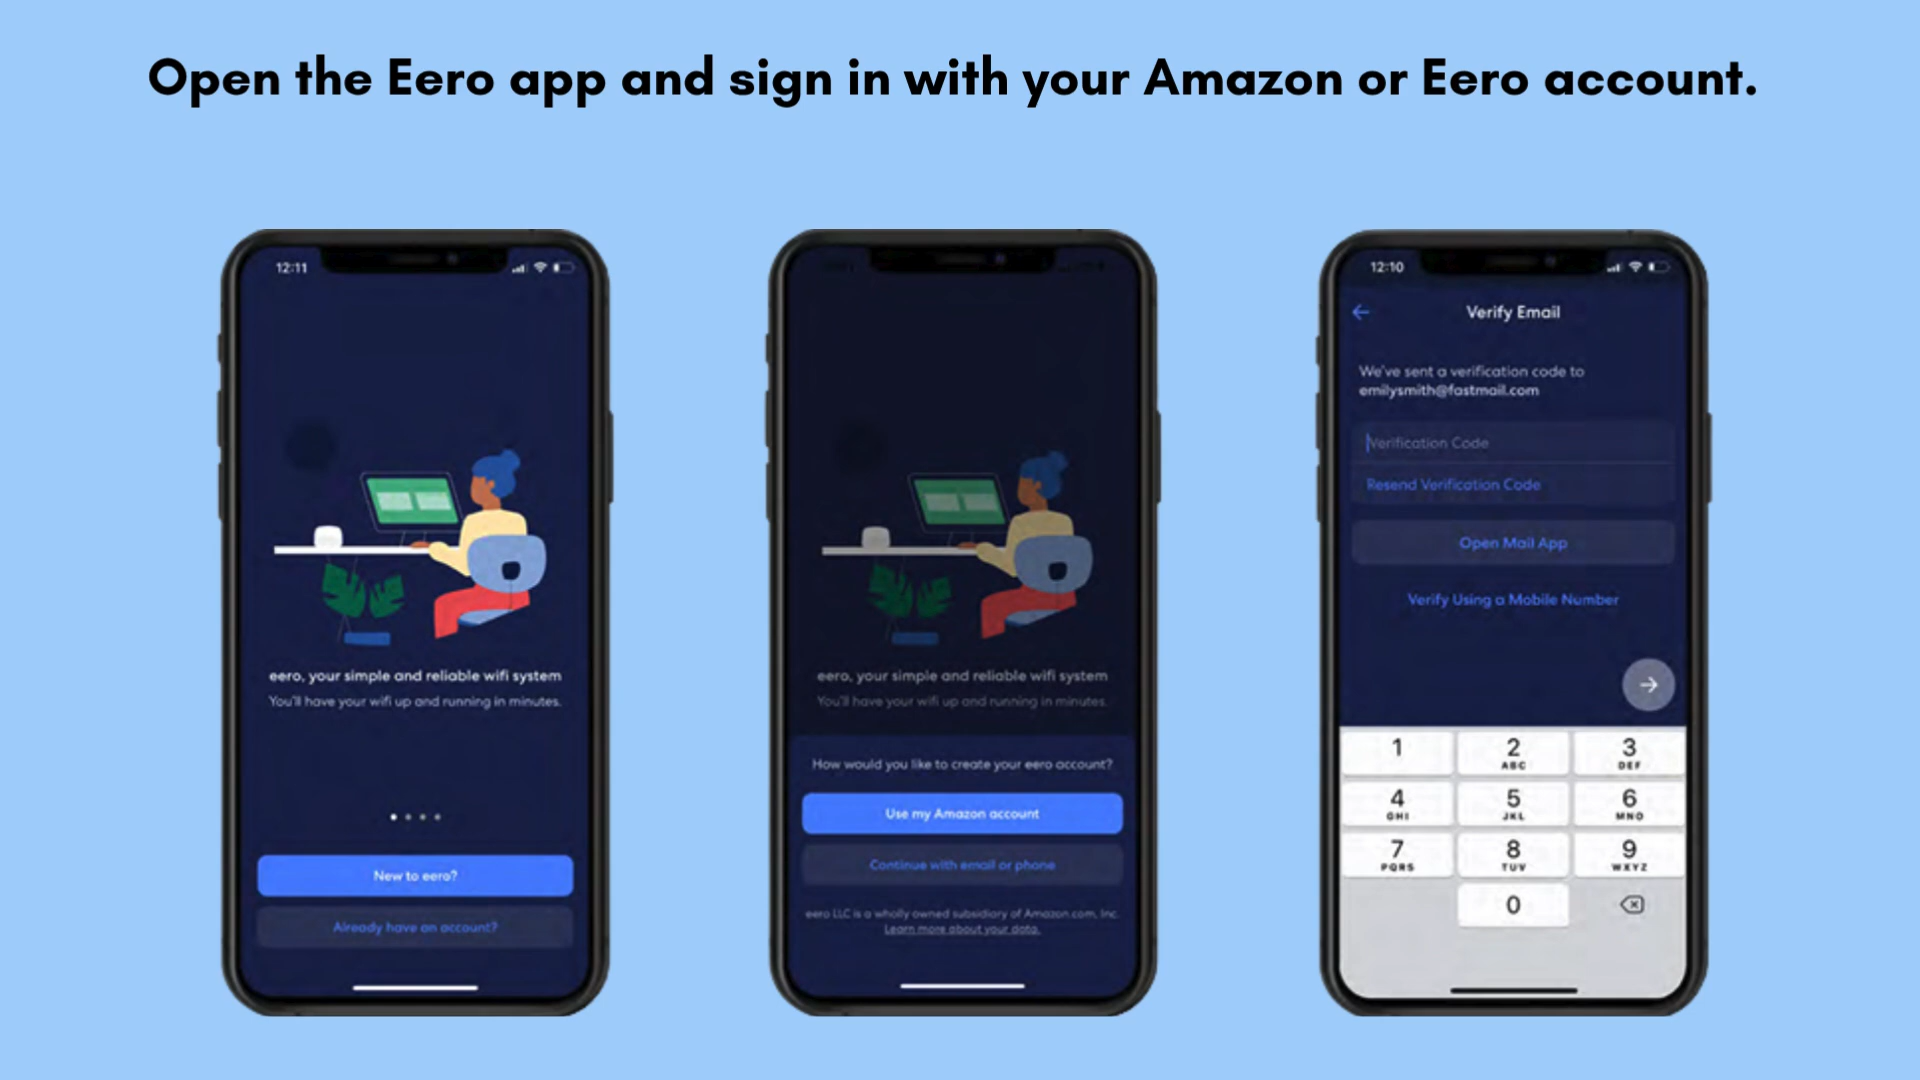 Open the Eero app and sign in with your Amazon or Eero account.
12:11
eero, your simple and reliable wifi system
You'll have your wifi up and running in minutes.
New to eero?
Already have an account?
eero, your simple and reliable wifi system
You'll have your wifi up and running in minutes.
How would you like to create your eero account?
Use my Amazon account
Continue with email or phone
eero LLC is a wholly owned subsidiary of Amazon.com, Inc.
Learn more about your data.
12:10
Verify Email
We've sent a verification code to
emilysmith@fastmail.com
Verification Code
Resend Verification Code
Open Mail App
Verify Using a Mobile Number
1 2 3
ABC DEF
4 5 6
GHI JKL MNO
7 8 9
PQRS TUV WXYZ
0